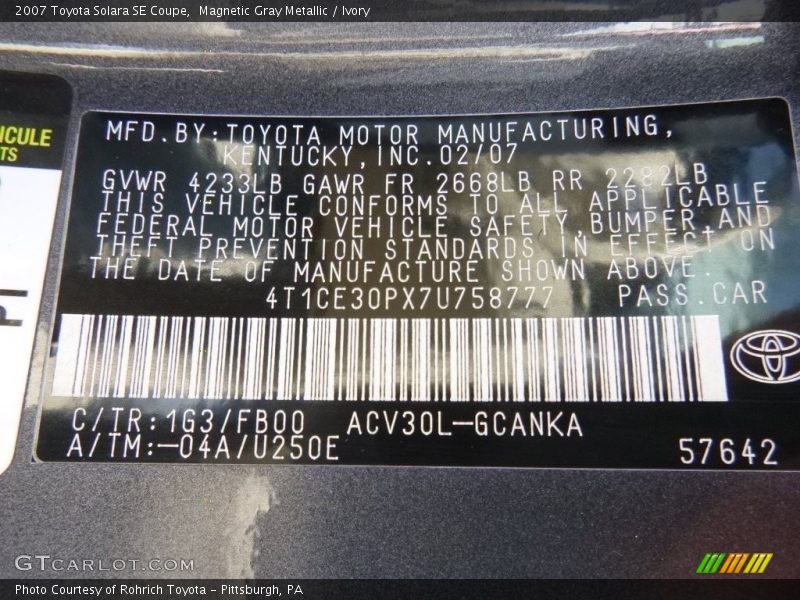 2007 Toyota Solara SE Coupe,  Magnetic Gray Metallic / Ivory
ICULE
TS
MFD.BY:TOYOTA MOTOR MANUFACTURING,
KENTUCKY,INC.02/07
GVWR 4233LB GAWR FR 2668LB RR 2282LB
THIS VEHICLE CONFORMS TO ALL APPLICABLE
FEDERAL MOTOR VEHICLE SAFETY,BUMPER,AND
THEFT PREVENTION STANDARDS IN EFFECT ON
THE DATE OF MANUFACTURE SHOWN ABOVE.
4T1CE30PX7U758777 PASS.CAR
C/TR:1G3/FB00 ACV30L-GCANKA
A/TM:-04A/U250E
57642
GTCARLOT.COM
Photo Courtesy of Rohrich Toyota - Pittsburgh, PA